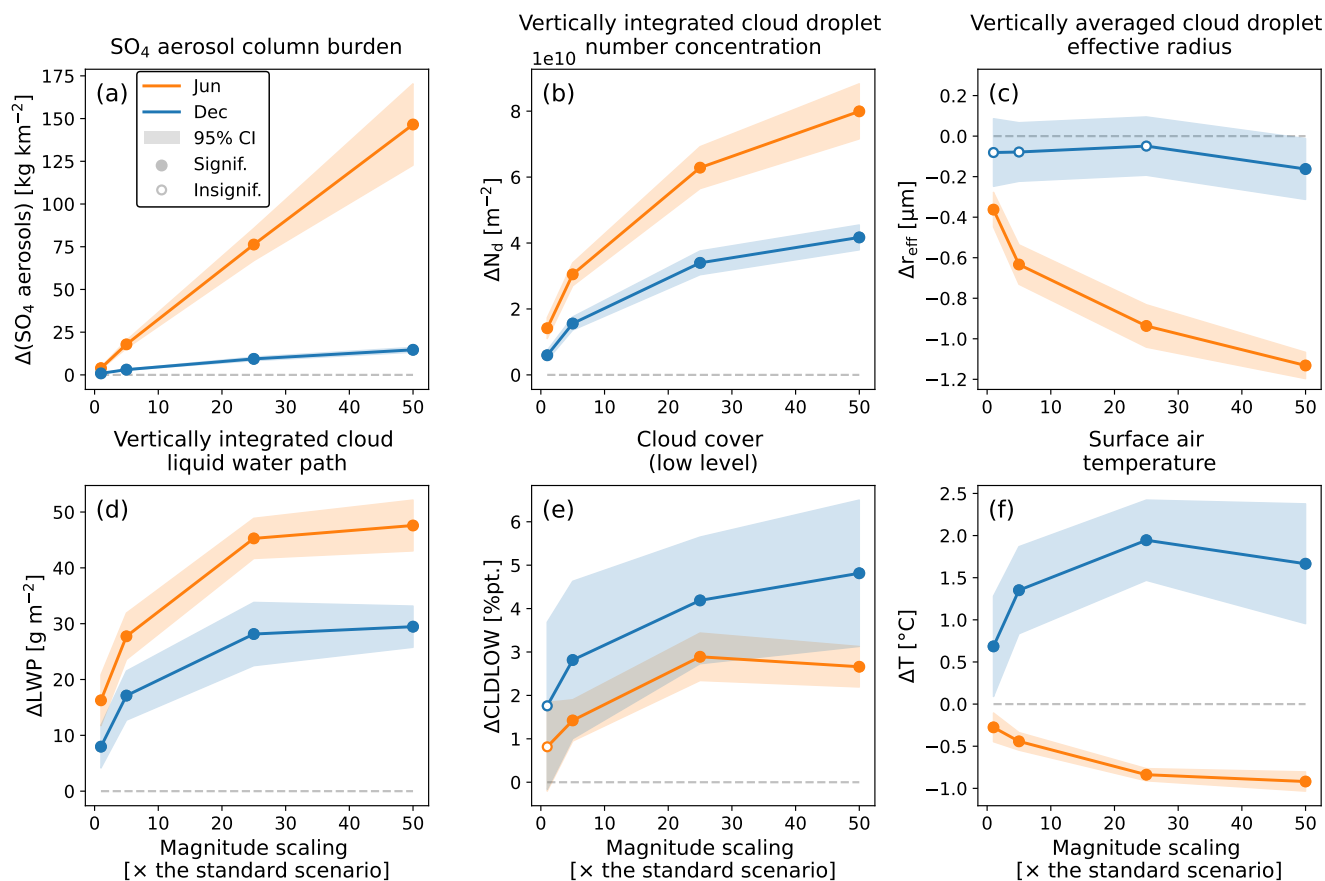 SO₄ aerosol column burden
(a)
Jun
Dec
95% CI
Signif.
Insignif.
Δ(SO₄ aerosols) [kg km⁻²]
175
150
125
100
75
50
25
0
0 10 20 30 40 50
Vertically integrated cloud droplet
number concentration
1e10
(b)
ΔN_d [m⁻²]
8
6
4
2
0
0 10 20 30 40 50
Vertically averaged cloud droplet
effective radius
(c)
Δr_eff [μm]
0.2
0.0
−0.2
−0.4
−0.6
−0.8
−1.0
−1.2
0 10 20 30 40 50
Vertically integrated cloud
liquid water path
(d)
ΔLWP [g m⁻²]
50
40
30
20
10
0
0 10 20 30 40 50
Magnitude scaling
[× the standard scenario]
Cloud cover
(low level)
(e)
ΔCLDLOW [%pt.]
6
5
4
3
2
1
0
0 10 20 30 40 50
Magnitude scaling
[× the standard scenario]
Surface air
temperature
(f)
ΔT [°C]
2.5
2.0
1.5
1.0
0.5
0.0
−0.5
−1.0
0 10 20 30 40 50
Magnitude scaling
[× the standard scenario]